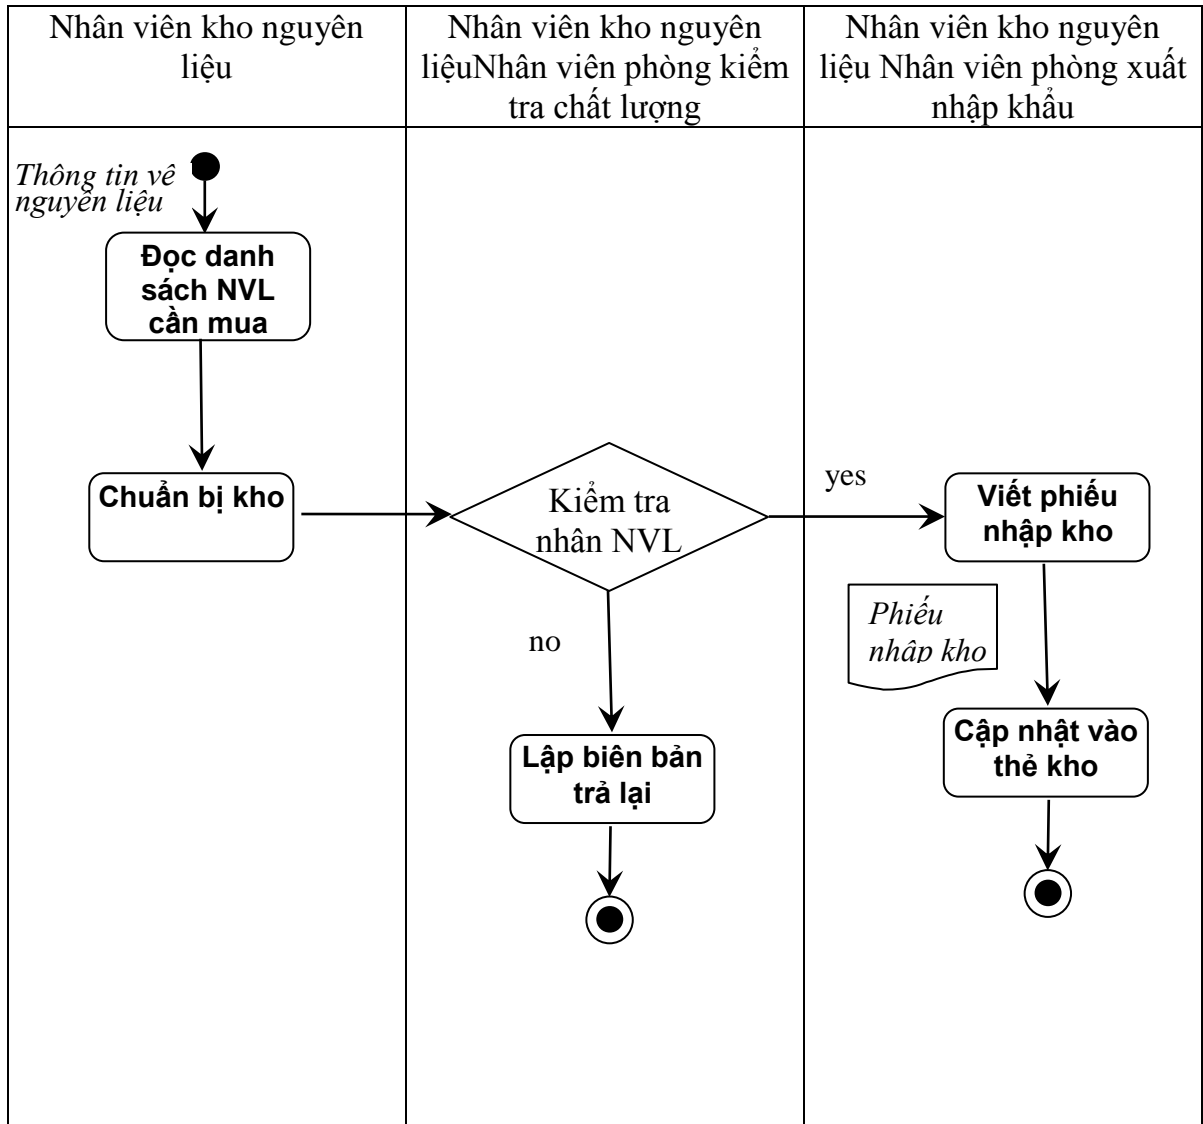 Nhân viên kho nguyên
liệu
Nhân viên kho nguyên
liệuNhân viên phòng kiểm
tra chất lượng
Nhân viên kho nguyên
liệu Nhân viên phòng xuất
nhập khẩu
Thông tin về
nguyên liệu
Đọc danh
sách NVL
cần mua
Chuẩn bị kho
Kiểm tra
nhân NVL
yes
Viết phiếu
nhập kho
Phiếu
nhập kho
no
Lập biên bản
trả lại
Cập nhật vào
thẻ kho